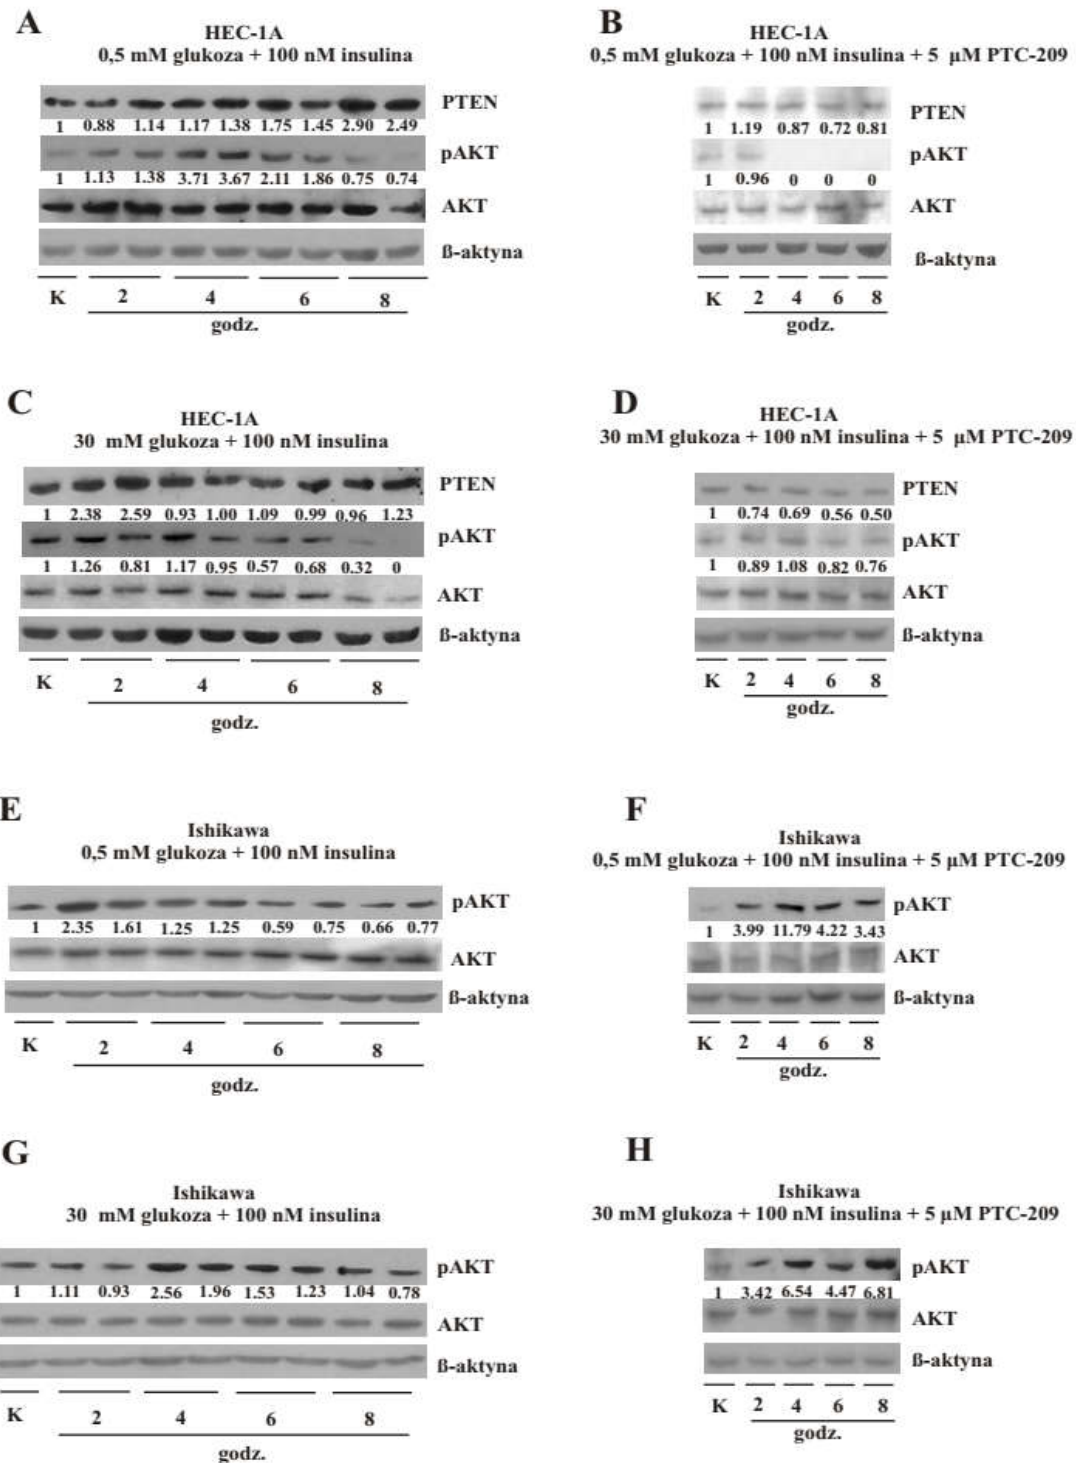 A
HEC-1A
0,5 mM glukoza + 100 nM insulina
PTEN
1 0.88 1.14 1.17 1.38 1.75 1.45 2.90 2.49
pAKT
1 1.13 1.38 3.71 3.67 2.11 1.86 0.75 0.74
AKT
ß-aktyna
K 2 4 6 8
godz.
B
HEC-1A
0,5 mM glukoza + 100 nM insulina + 5 µM PTC-209
PTEN
1 1.19 0.87 0.72 0.81
pAKT
1 0.96 0 0 0
AKT
ß-aktyna
K 2 4 6 8
godz.
C
HEC-1A
30 mM glukoza + 100 nM insulina
PTEN
1 2.38 2.59 0.93 1.00 1.09 0.99 0.96 1.23
pAKT
1 1.26 0.81 1.17 0.95 0.57 0.68 0.32 0
AKT
ß-aktyna
K 2 4 6 8
godz.
D
HEC-1A
30 mM glukoza + 100 nM insulina + 5 µM PTC-209
PTEN
1 0.74 0.69 0.56 0.50
pAKT
1 0.89 1.08 0.82 0.76
AKT
ß-aktyna
K 2 4 6 8
godz.
E
Ishikawa
0,5 mM glukoza + 100 nM insulina
pAKT
1 2.35 1.61 1.25 1.25 0.59 0.75 0.66 0.77
AKT
ß-aktyna
K 2 4 6 8
godz.
F
Ishikawa
0,5 mM glukoza + 100 nM insulina + 5 µM PTC-209
pAKT
1 3.99 11.79 4.22 3.43
AKT
ß-aktyna
K 2 4 6 8
godz.
G
Ishikawa
30 mM glukoza + 100 nM insulina
pAKT
1 1.11 0.93 2.56 1.96 1.53 1.23 1.04 0.78
AKT
ß-aktyna
K 2 4 6 8
godz.
H
Ishikawa
30 mM glukoza + 100 nM insulina + 5 µM PTC-209
pAKT
1 3.42 6.54 4.47 6.81
AKT
ß-aktyna
K 2 4 6 8
godz.